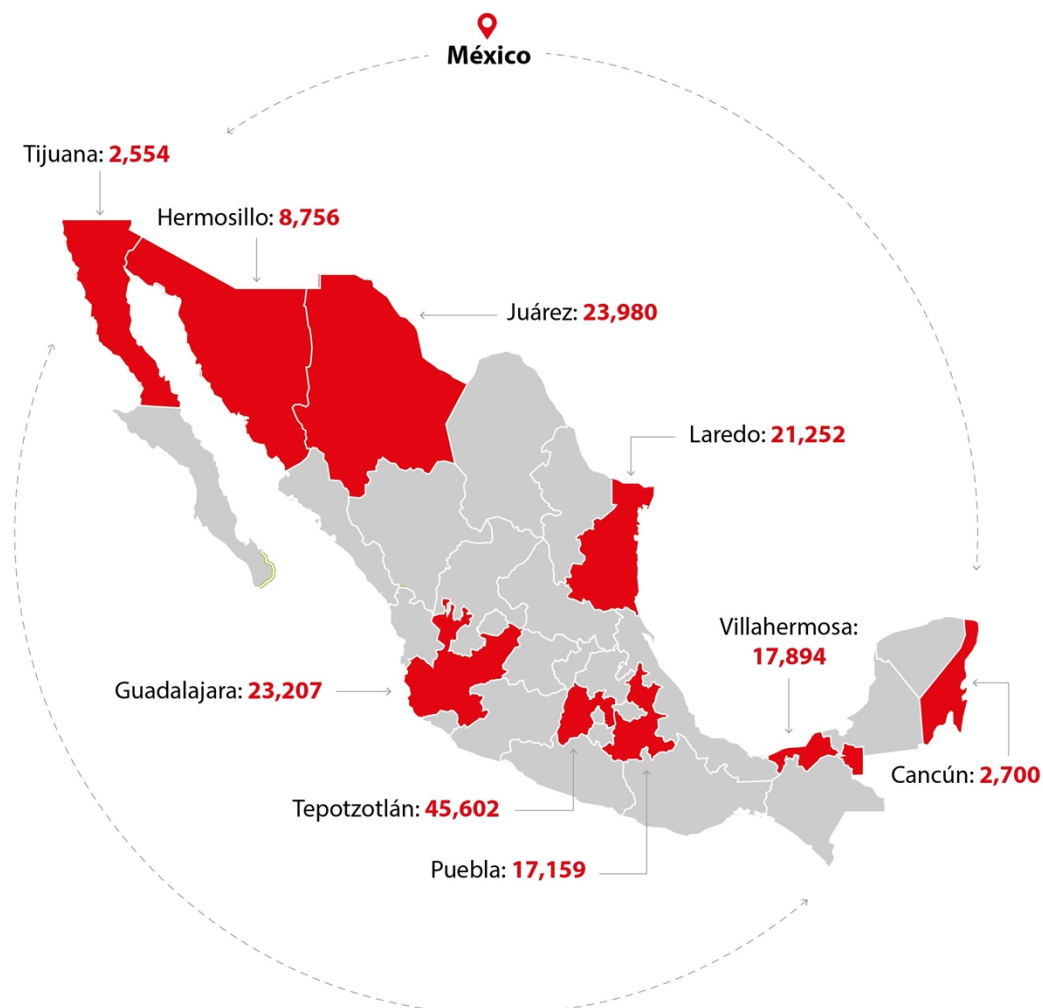 México
Tijuana: 2,554
Hermosillo: 8,756
Juárez: 23,980
Laredo: 21,252
Villahermosa:
17,894
Guadalajara: 23,207
Cancún: 2,700
Tepotzotlán: 45,602
Puebla: 17,159